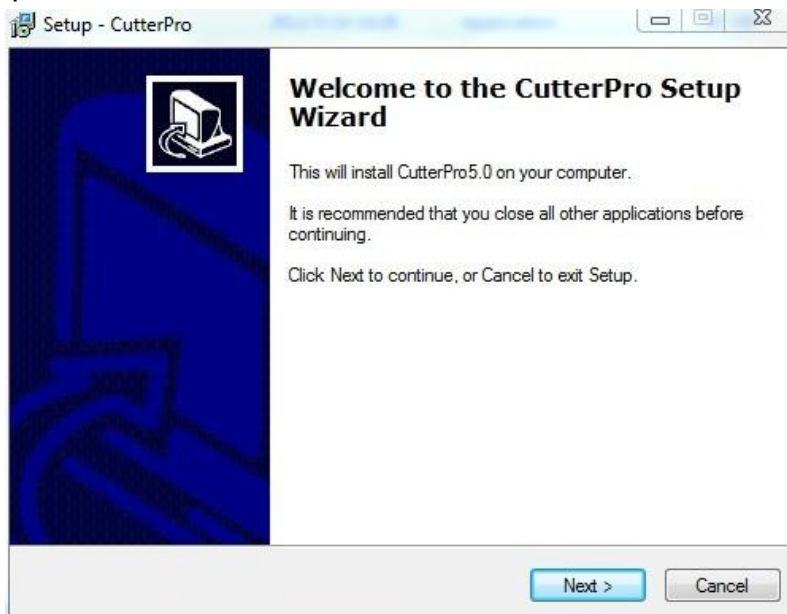 Setup - CutterPro
Welcome to the CutterPro Setup
Wizard
This will install CutterPro5.0 on your computer.
It is recommended that you close all other applications before
continuing.
Click Next to continue, or Cancel to exit Setup.
Next >
Cancel